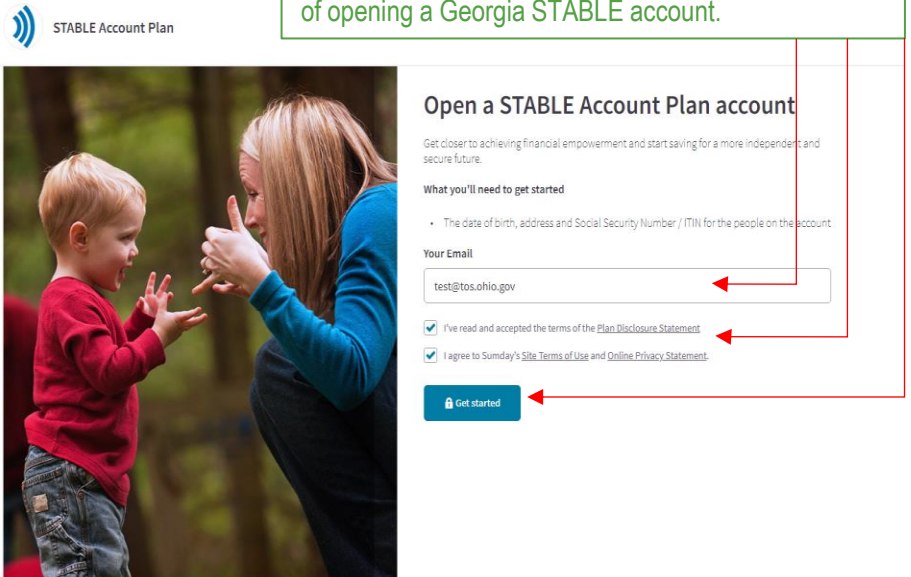 of opening a Georgia STABLE account.
STABLE Account Plan
Open a STABLE Account Plan account
Get closer to achieving financial empowerment and start saving for a more independent and
secure future.
What you'll need to get started
• The date of birth, address and Social Security Number / ITIN for the people on the account
Your Email
test@tos.ohio.gov
I've read and accepted the terms of the Plan Disclosure Statement
I agree to Sumday's Site Terms of Use and Online Privacy Statement.
Get started